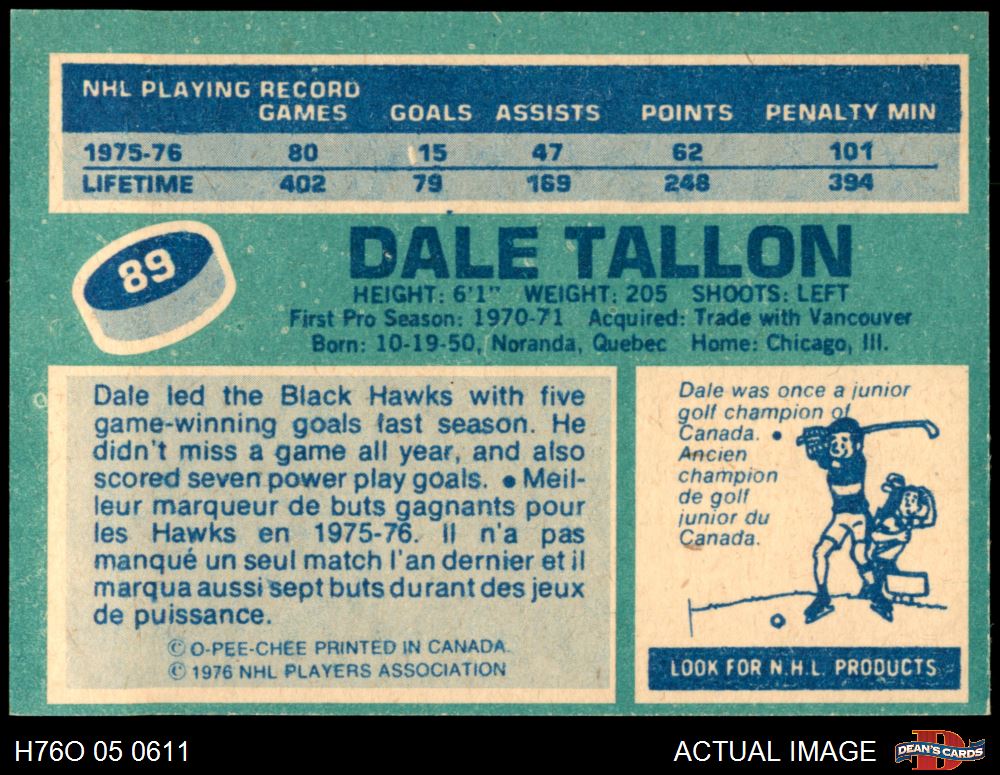 NHL PLAYING RECORD
GAMES GOALS ASSISTS POINTS PENALTY MIN
1975-76 80 15 47 62 101
LIFETIME 402 79 169 248 394
89
DALE TALLON
HEIGHT: 6'1" WEIGHT: 205 SHOOTS: LEFT
First Pro Season: 1970-71 Acquired: Trade with Vancouver
Born: 10-19-50, Noranda, Quebec Home: Chicago, Ill.
Dale led the Black Hawks with five
game-winning goals last season. He
didn't miss a game all year, and also
scored seven power play goals. • Meil-
leur marqueur de buts gagnants pour
les Hawks en 1975-76. Il n'a pas
manqué un seul match l'an dernier et il
marqua aussi sept buts durant des jeux
de puissance.
© O-PEE-CHEE PRINTED IN CANADA.
© 1976 NHL PLAYERS ASSOCIATION
Dale was once a junior
golf champion of
Canada. •
Ancien
champion
de golf
junior du
Canada.
LOOK FOR N.H.L. PRODUCTS
H76O 05 0611
ACTUAL IMAGE
DEAN'S CARDS